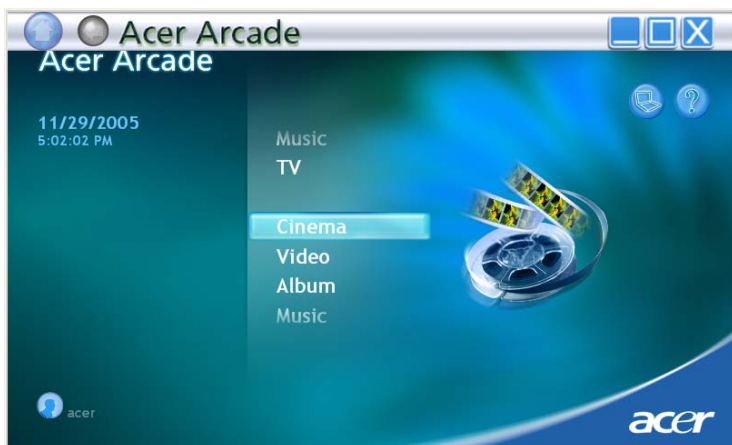 Acer Arcade
Acer Arcade
11/29/2005
5:02:02 PM
Music
TV
Cinema
Video
Album
Music
acer
acer